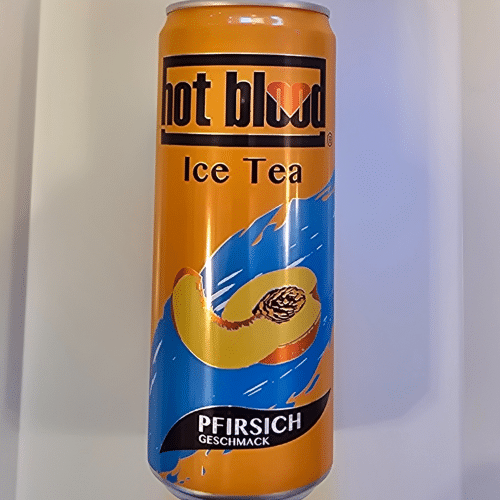 hot blood
®
Ice Tea
PFIRSICH
GESCHMACK